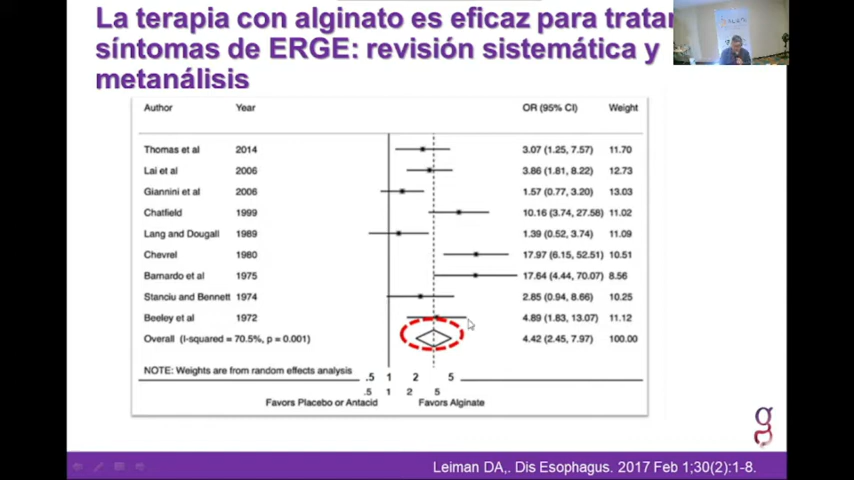 La terapia con alginato es eficaz para tratar
síntomas de ERGE: revisión sistemática y
metanálisis
Author Year OR (95% CI) Weight
Thomas et al 2014 3.07 (1.25, 7.57) 11.70
Lai et al 2006 3.86 (1.81, 8.22) 12.73
Giannini et al 2006 1.57 (0.77, 3.20) 13.03
Chatfield 1999 10.16 (3.74, 27.58) 11.02
Lang and Dougall 1989 1.39 (0.52, 3.74) 11.09
Chevrel 1980 17.97 (6.15, 52.51) 10.51
Barnardo et al 1975 17.64 (4.44, 70.07) 8.56
Stanciu and Bennett 1974 2.85 (0.94, 8.66) 10.25
Beeley et al 1972 4.89 (1.83, 13.07) 11.12
Overall (I-squared = 70.5%, p = 0.001) 4.42 (2.45, 7.97) 100.00
NOTE: Weights are from random effects analysis
.5 1 2 5
.5 1 2 5
Favors Placebo or Antacid Favors Alginate
Leiman DA,. Dis Esophagus. 2017 Feb 1;30(2):1-8.